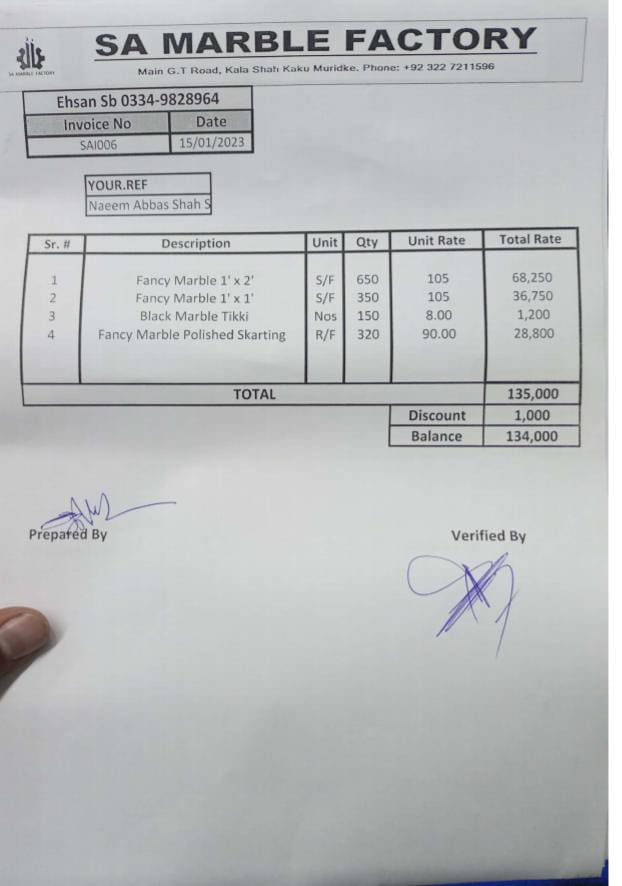 SA MARBLE FACTORY
SA MARBLE FACTORY
Main G.T Road, Kala Shah Kaku Muridke. Phone: +92 322 7211596
Ehsan Sb 0334-9828964
Invoice No Date
SAI006 15/01/2023
YOUR.REF
Naeem Abbas Shah S
Sr. # Description Unit Qty Unit Rate Total Rate
1 Fancy Marble 1' x 2' S/F 650 105 68,250
2 Fancy Marble 1' x 1' S/F 350 105 36,750
3 Black Marble Tikki Nos 150 8.00 1,200
4 Fancy Marble Polished Skarting R/F 320 90.00 28,800
TOTAL 135,000
Discount 1,000
Balance 134,000
Prepared By Verified By